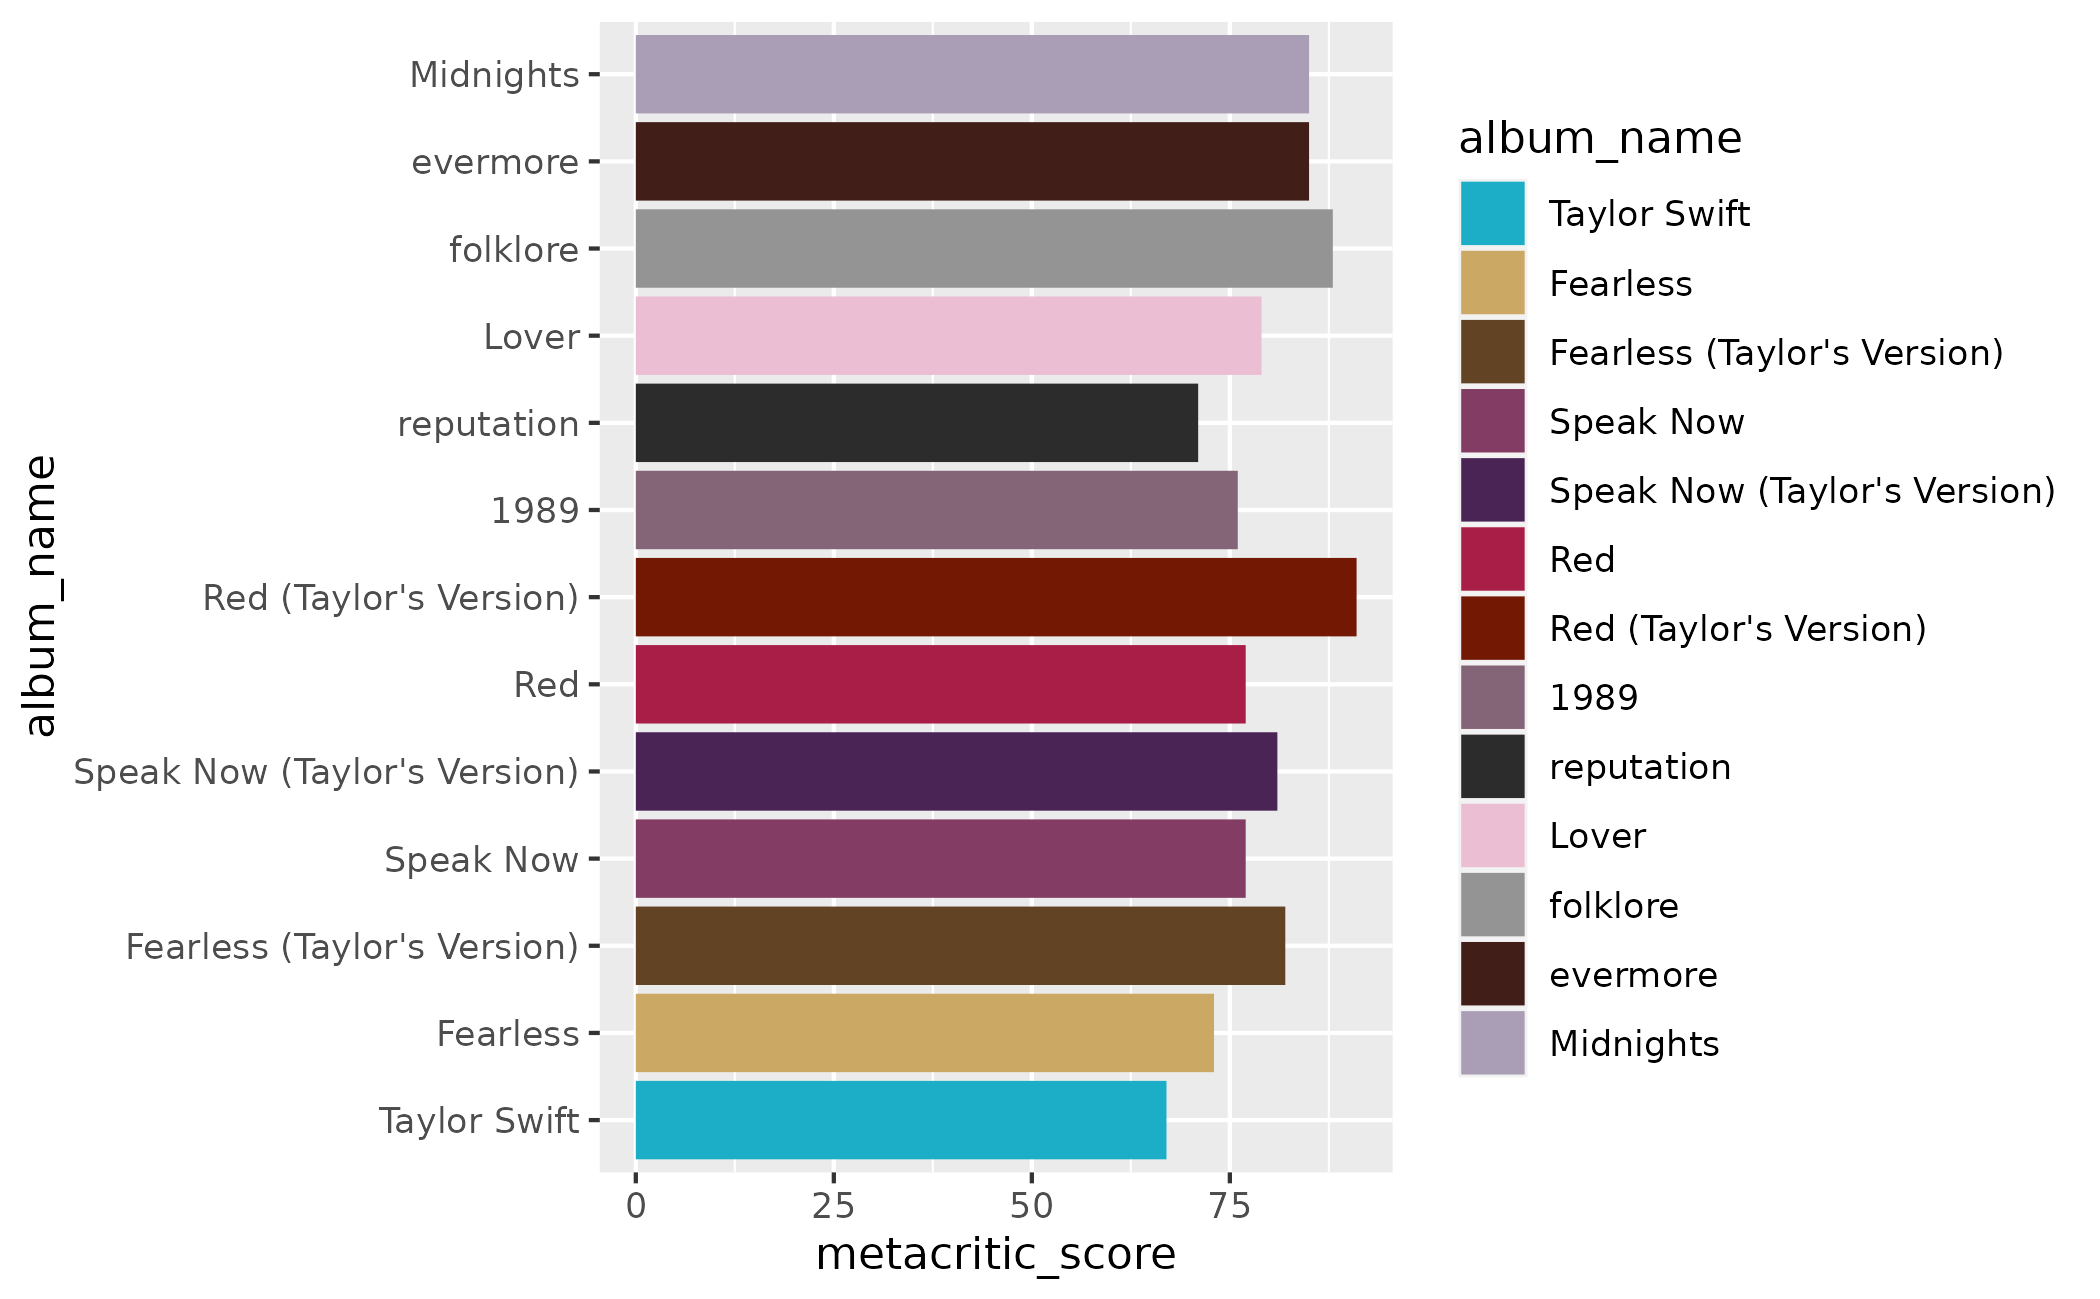 Midnights
evermore
folklore
Lover
reputation
1989
Red (Taylor's Version)
Red
Speak Now (Taylor's Version)
Speak Now
Fearless (Taylor's Version)
Fearless
Taylor Swift
album_name
0 25 50 75
metacritic_score
album_name
Taylor Swift
Fearless
Fearless (Taylor's Version)
Speak Now
Speak Now (Taylor's Version)
Red
Red (Taylor's Version)
1989
reputation
Lover
folklore
evermore
Midnights